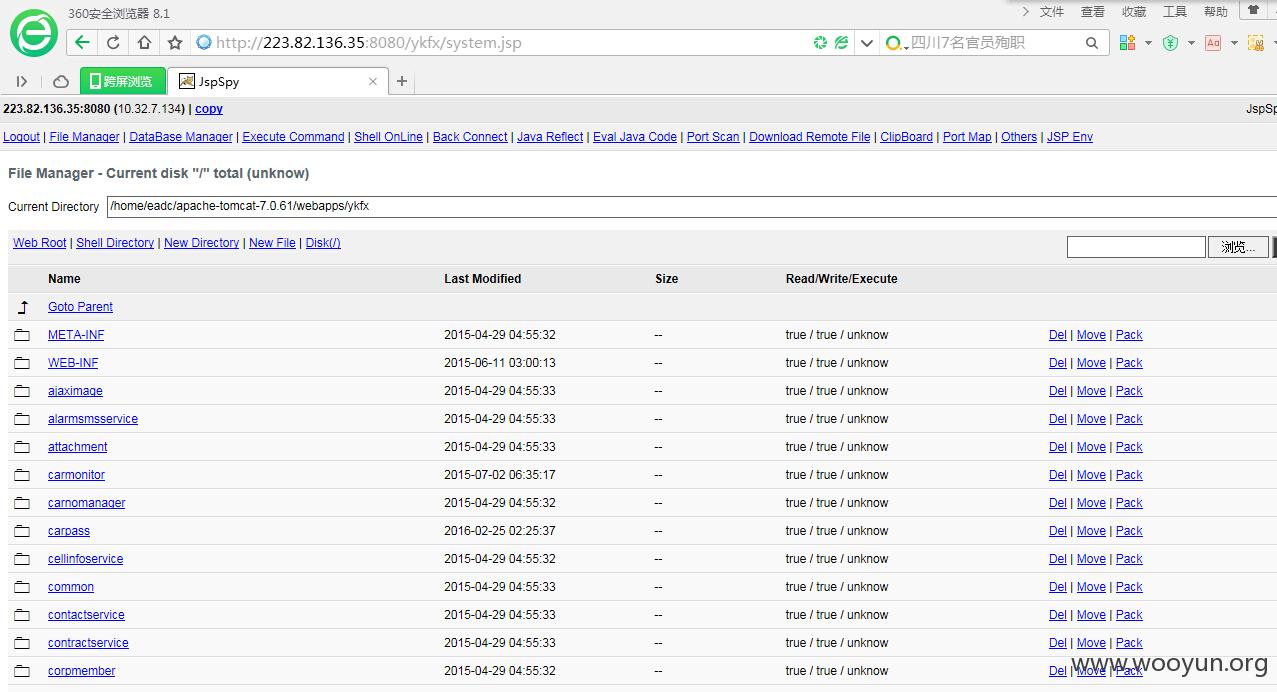 360安全浏览器 8.1
文件 查看 收藏 工具 帮助
http://223.82.136.35:8080/ykfx/system.jsp
四川7名官员殉职
跨屏浏览 JspSpy
223.82.136.35:8080 (10.32.7.134) | copy
JspSp
Logout | File Manager | DataBase Manager | Execute Command | Shell OnLine | Back Connect | Java Reflect | Eval Java Code | Port Scan | Download Remote File | ClipBoard | Port Map | Others | JSP Env
File Manager - Current disk "/" total (unknow)
Current Directory /home/eadc/apache-tomcat-7.0.61/webapps/ykfx
Web Root | Shell Directory | New Directory | New File | Disk(/)
浏览...
Name Last Modified Size Read/Write/Execute
Goto Parent
META-INF 2015-04-29 04:55:32 -- true / true / unknow Del | Move | Pack
WEB-INF 2015-06-11 03:00:13 -- true / true / unknow Del | Move | Pack
ajaximage 2015-04-29 04:55:33 -- true / true / unknow Del | Move | Pack
alarmsmsservice 2015-04-29 04:55:33 -- true / true / unknow Del | Move | Pack
attachment 2015-04-29 04:55:33 -- true / true / unknow Del | Move | Pack
carmonitor 2015-07-02 06:35:17 -- true / true / unknow Del | Move | Pack
carnomanager 2015-04-29 04:55:32 -- true / true / unknow Del | Move | Pack
carpass 2016-02-25 02:25:37 -- true / true / unknow Del | Move | Pack
cellinfoservice 2015-04-29 04:55:32 -- true / true / unknow Del | Move | Pack
common 2015-04-29 04:55:33 -- true / true / unknow Del | Move | Pack
contactservice 2015-04-29 04:55:33 -- true / true / unknow Del | Move | Pack
contractservice 2015-04-29 04:55:33 -- true / true / unknow Del | Move | Pack
corpmember 2015-04-29 04:55:32 -- true / true / unknow Del | Move | Pack
www.wooyun.org